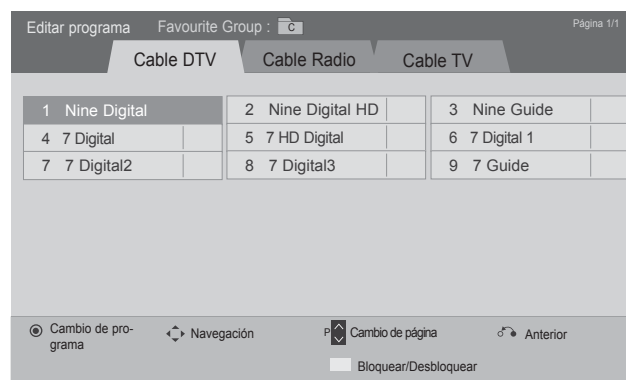 Editar programa Favourite Group : C Página 1/1
Cable DTV Cable Radio Cable TV
1 Nine Digital 2 Nine Digital HD 3 Nine Guide
4 7 Digital 5 7 HD Digital 6 7 Digital 1
7 7 Digital2 8 7 Digital3 9 7 Guide
Cambio de pro-
grama
Navegación P Cambio de página Anterior
Bloquear/Desbloquear